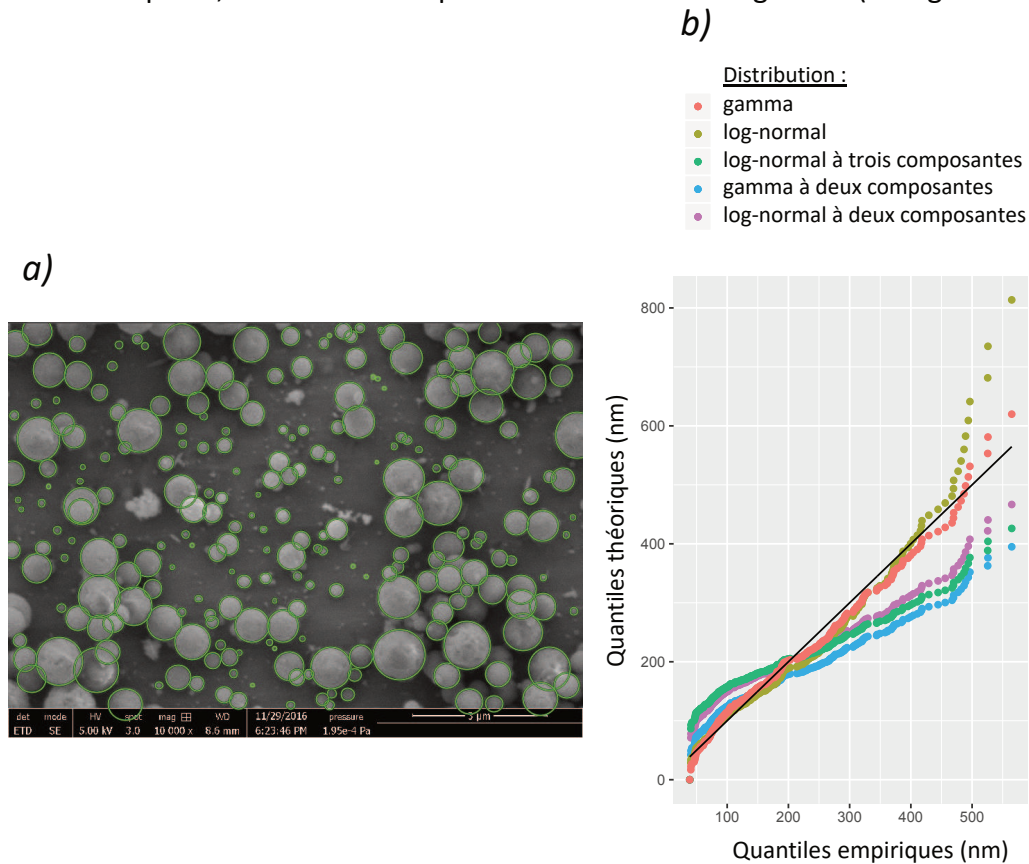 b)
Distribution :
gamma
log-normal
log-normal à trois composantes
gamma à deux composantes
log-normal à deux composantes
a)
det mode HV spot mag WD 11/29/2016 pressure
ETD SE 5.00 kV 3.0 10 000 x 8.6 mm 6:23:46 PM 1.95e-4 Pa
800
600
400
200
0
Quantiles théoriques (nm)
100 200 300 400 500
Quantiles empiriques (nm)